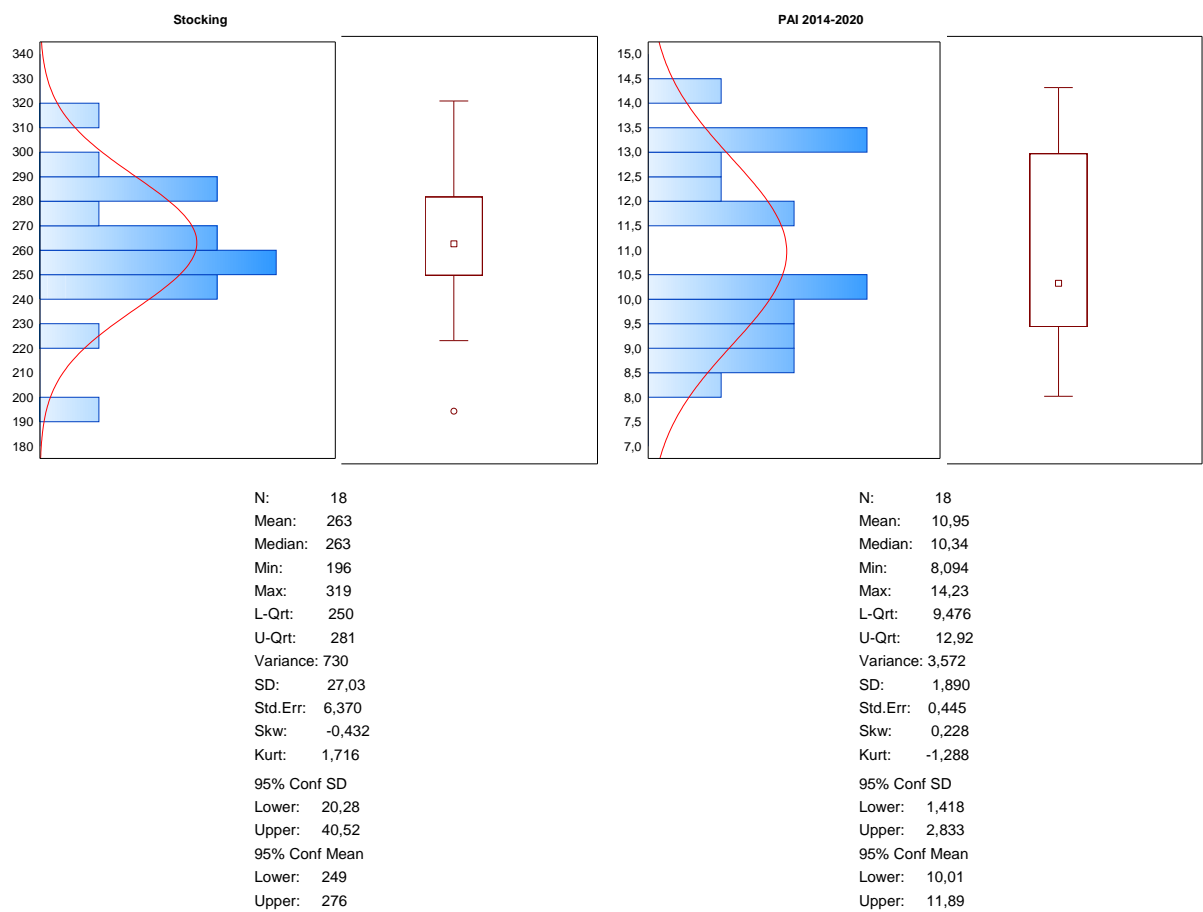 Stocking
340
330
320
310
300
290
280
270
260
250
240
230
220
210
200
190
180
N: 18
Mean: 263
Median: 263
Min: 196
Max: 319
L-Qrt: 250
U-Qrt: 281
Variance: 730
SD: 27,03
Std.Err: 6,370
Skw: -0,432
Kurt: 1,716
95% Conf SD
Lower: 20,28
Upper: 40,52
95% Conf Mean
Lower: 249
Upper: 276
PAI 2014-2020
15,0
14,5
14,0
13,5
13,0
12,5
12,0
11,5
11,0
10,5
10,0
9,5
9,0
8,5
8,0
7,5
7,0
N: 18
Mean: 10,95
Median: 10,34
Min: 8,094
Max: 14,23
L-Qrt: 9,476
U-Qrt: 12,92
Variance: 3,572
SD: 1,890
Std.Err: 0,445
Skw: 0,228
Kurt: -1,288
95% Conf SD
Lower: 1,418
Upper: 2,833
95% Conf Mean
Lower: 10,01
Upper: 11,89